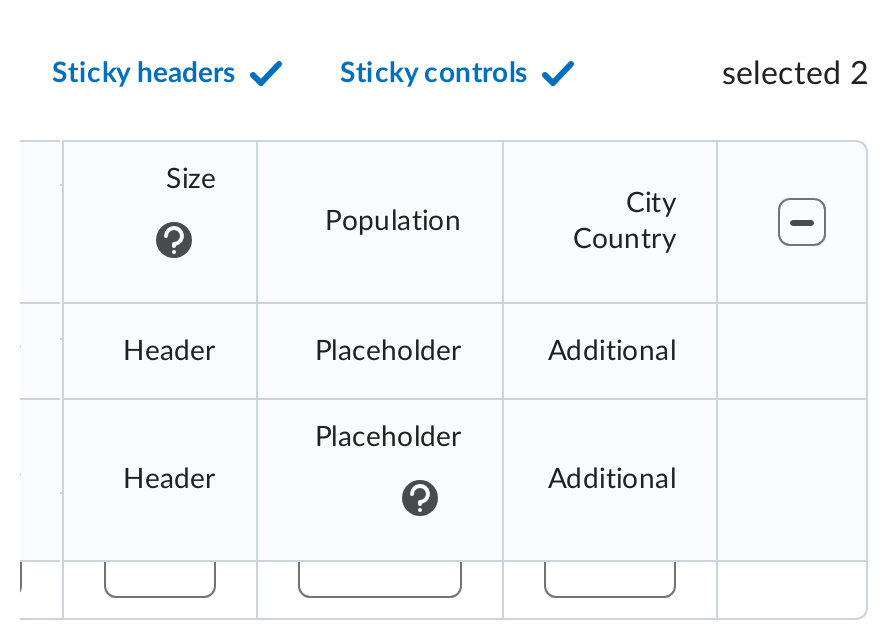 Sticky headers
Sticky controls
selected 2
Size
Population
City
Country
Header
Placeholder
Additional
Header
Placeholder
Additional